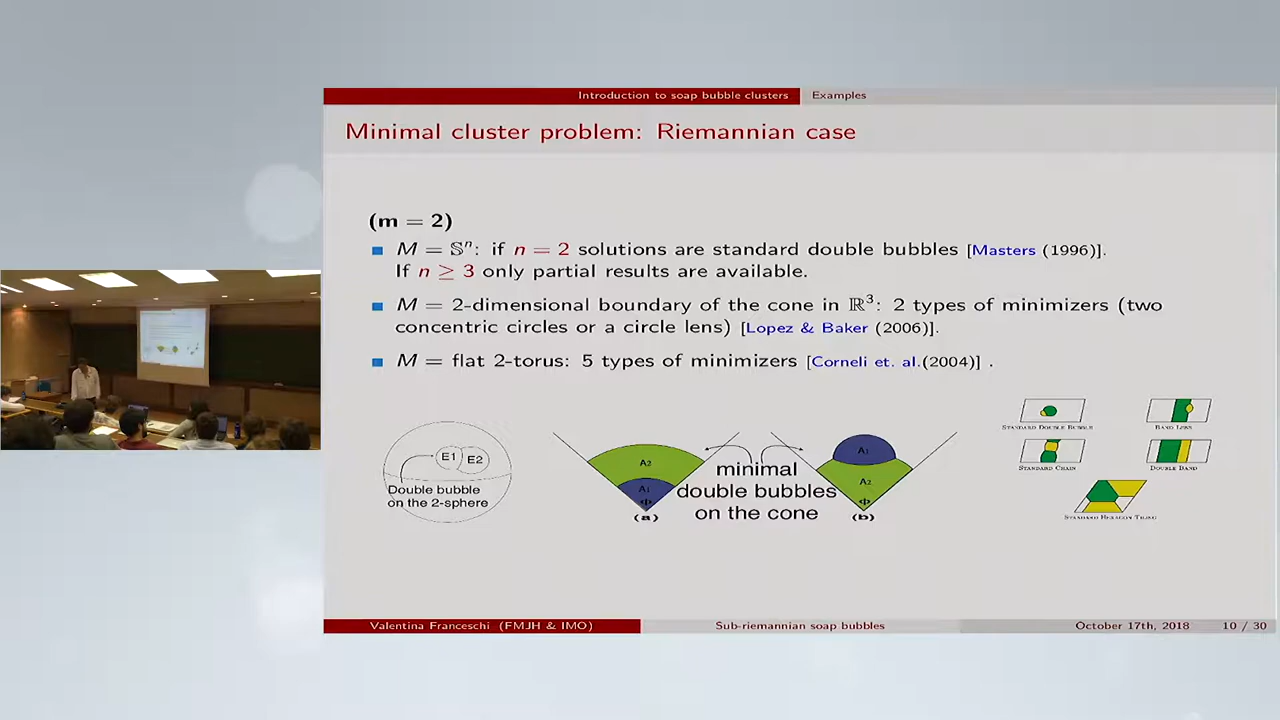 Introduction to soap bubble clusters Examples
Minimal cluster problem: Riemannian case
(m = 2)
M = 𝕊ⁿ: if n = 2 solutions are standard double bubbles [Masters (1996)].
If n ≥ 3 only partial results are available.
M = 2-dimensional boundary of the cone in ℝ³: 2 types of minimizers (two
concentric circles or a circle lens) [Lopez & Baker (2006)].
M = flat 2-torus: 5 types of minimizers [Corneli et. al.(2004)] .
E1 E2
Double bubble
on the 2-sphere
A2
A1
Φ
(a)
minimal
double bubbles
on the cone
A1
A2
Φ
(b)
STANDARD DOUBLE BUBBLE
BAND LENS
STANDARD CHAIN
DOUBLE BAND
STANDARD HEXAGON TILING
Valentina Franceschi (FMJH & IMO) Sub-riemannian soap bubbles October 17th, 2018 10 / 30